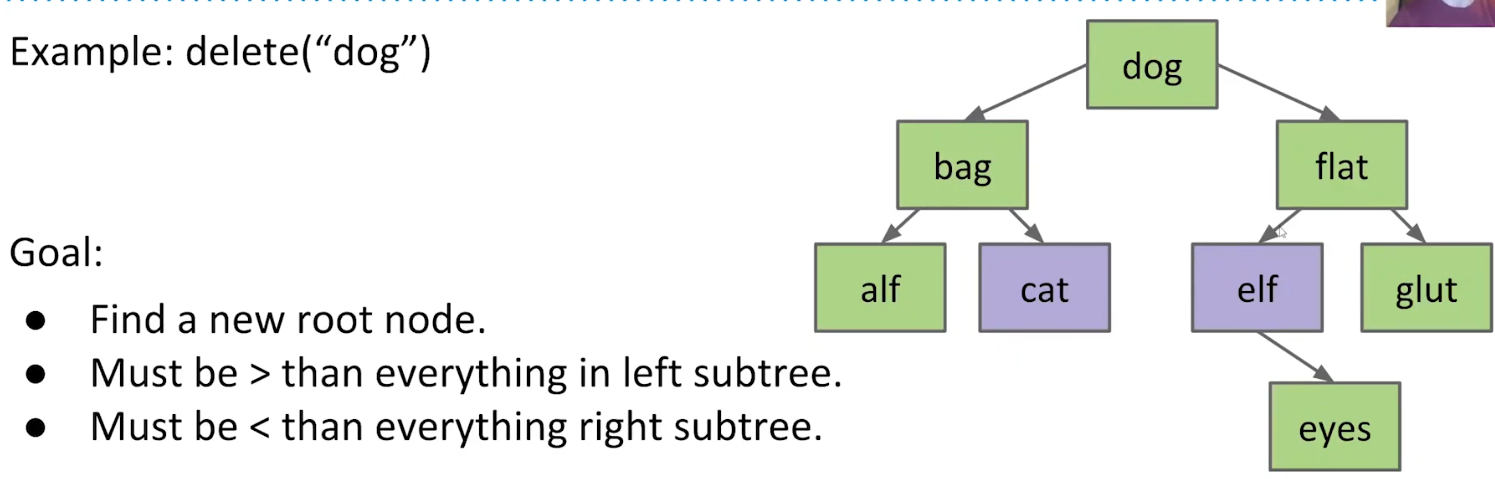 Example: delete(“dog”)
dog
bag
flat
Goal:
alf
cat
elf
glut
● Find a new root node.
● Must be > than everything in left subtree.
● Must be < than everything right subtree.
eyes